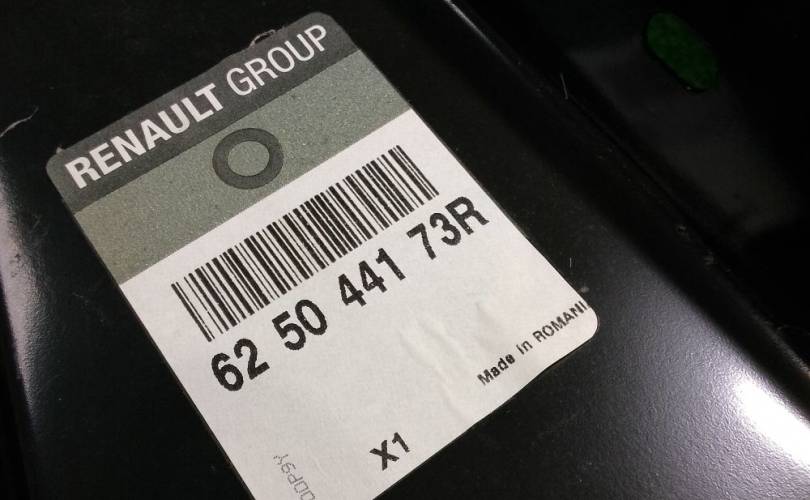 RENAULT GROUP
62 50 441 73R
Made in ROMANI
X1